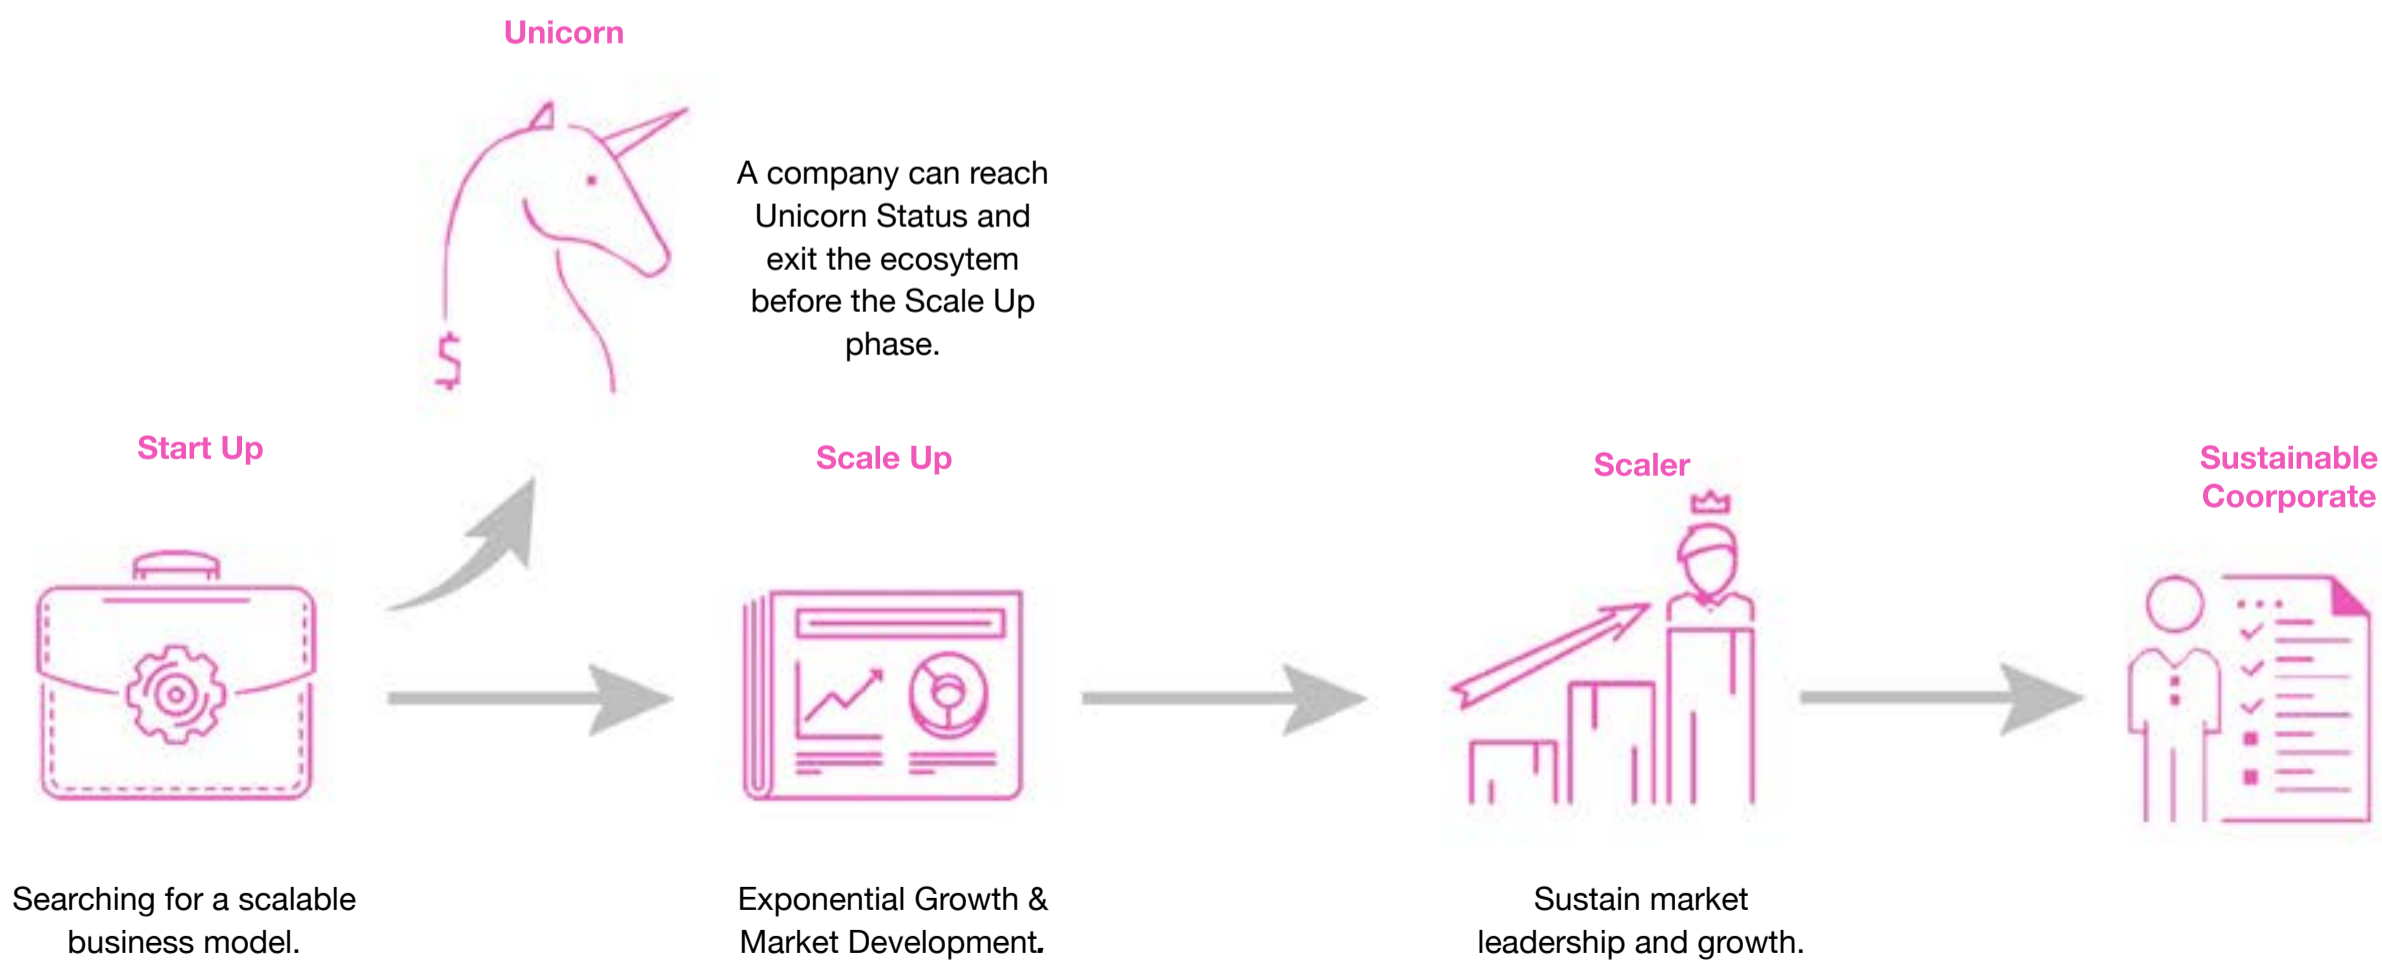 Unicorn
A company can reach
Unicorn Status and
exit the ecosytem
before the Scale Up
phase.
$
Start Up
Scale Up
Scaler
Sustainable
Coorporate
Searching for a scalable
business model.
Exponential Growth &
Market Development.
Sustain market
leadership and growth.